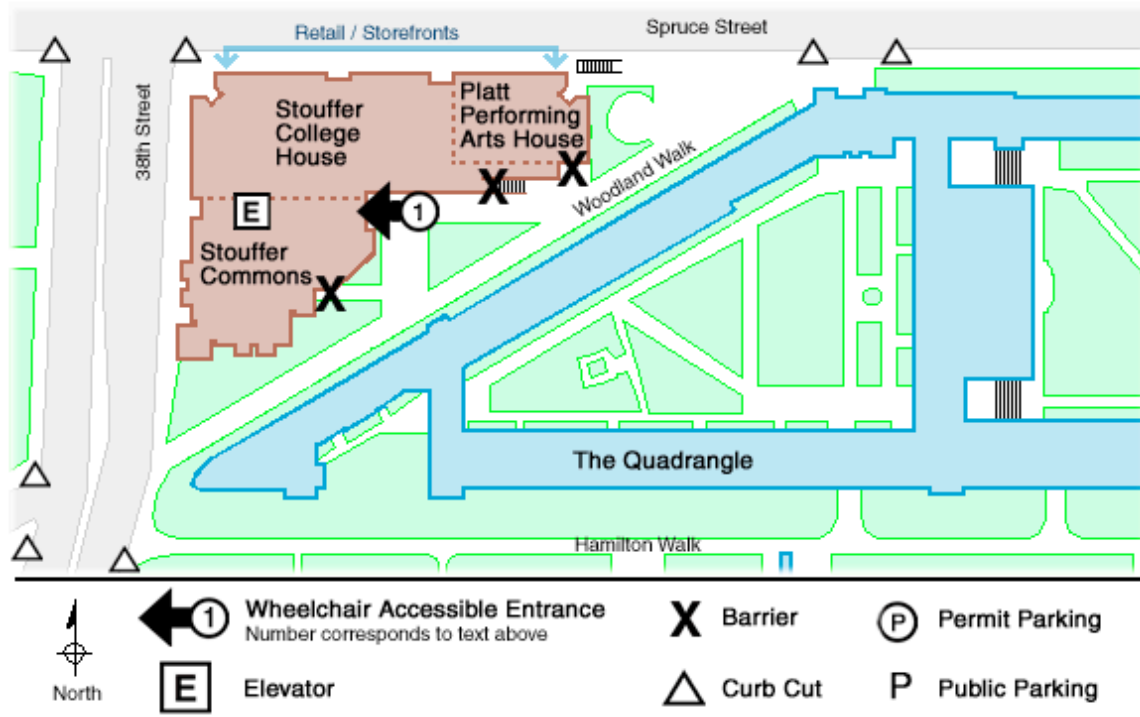 Spruce Street
Retail / Storefronts
38th Street
Stouffer
College
House
Platt
Performing
Arts House
X
X
Woodland Walk
E
1
Stouffer
Commons
X
The Quadrangle
Hamilton Walk
1
Wheelchair Accessible Entrance
Number corresponds to text above
X
Barrier
P
Permit Parking
North
E
Elevator
Curb Cut
P
Public Parking